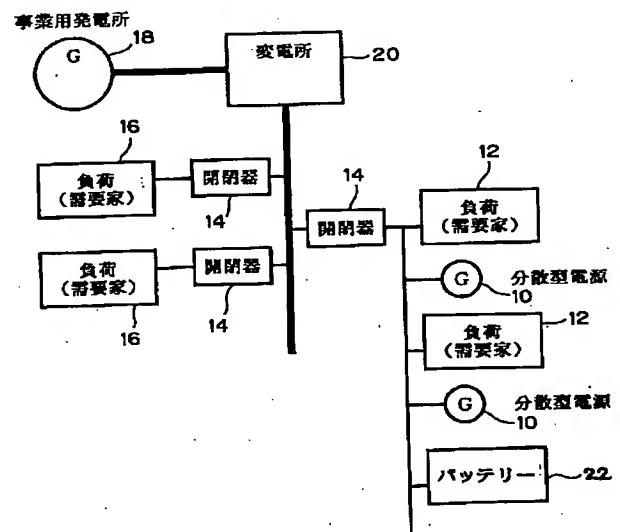 事業用発電所
G
18
変電所
20
16
負荷
(需要家)
開閉器
14
負荷
(需要家)
16
開閉器
14
14
開閉器
12
負荷
(需要家)
G
10
分散型電源
12
負荷
(需要家)
G
10
分散型電源
バッテリー
22